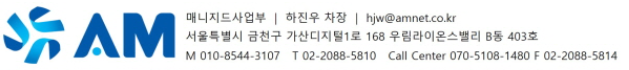 AM
매니지드사업부 | 하진우 차장 | hjw@amnet.co.kr
서울특별시 금천구 가산디지털1로 168 우림라이온스밸리 B동 403호
M 010-8544-3107 T 02-2088-5810 Call Center 070-5108-1480 F 02-2088-5814